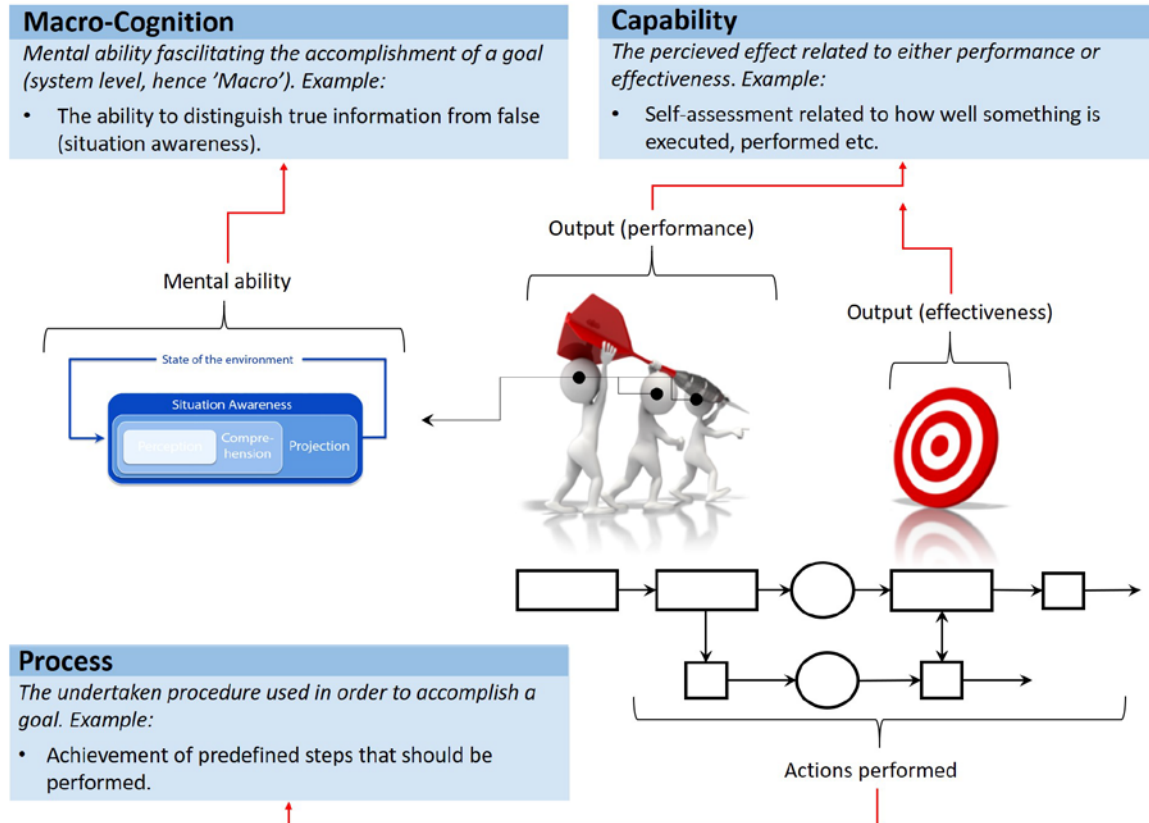 Macro-Cognition
Mental ability fascilitating the accomplishment of a goal
(system level, hence 'Macro'). Example:
• The ability to distinguish true information from false
(situation awareness).
Capability
The percieved effect related to either performance or
effectiveness. Example:
• Self-assessment related to how well something is
executed, performed etc.
Output (performance)
Mental ability
Output (effectiveness)
State of the environment
Situation Awareness
Perception
Compre-
hension
Projection
Process
The undertaken procedure used in order to accomplish a
goal. Example:
• Achievement of predefined steps that should be
performed.
Actions performed